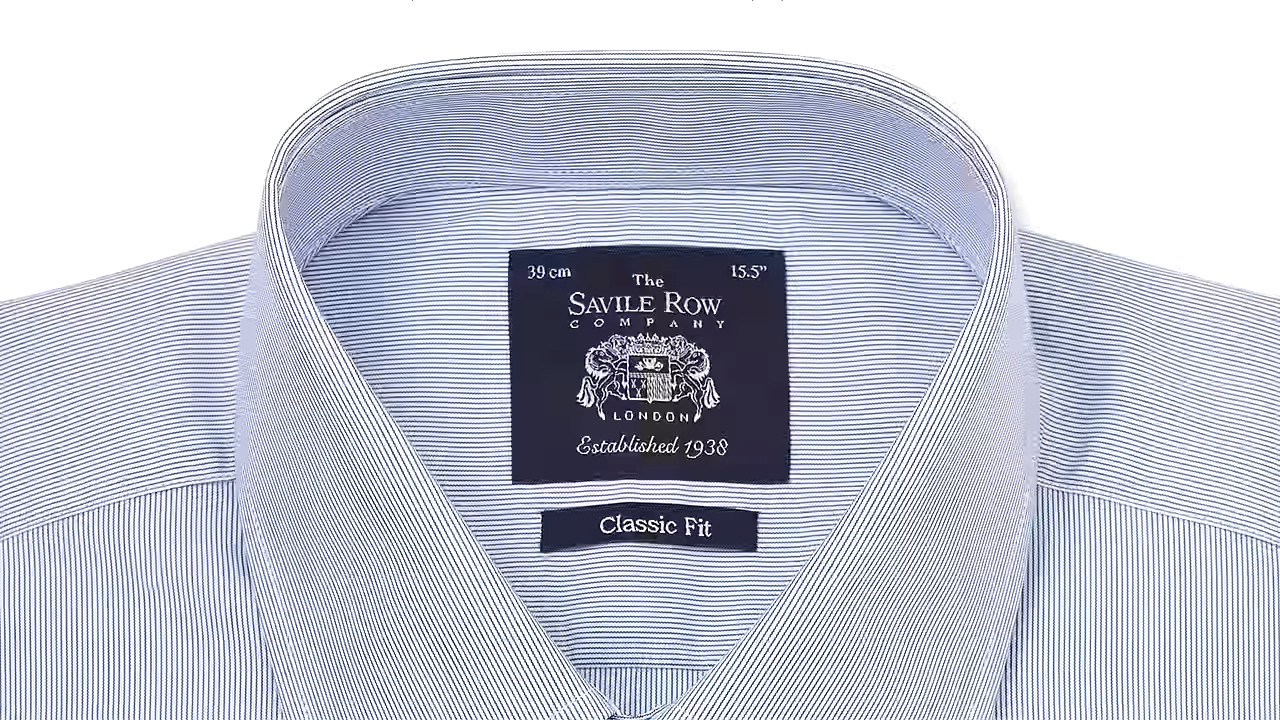 39 cm 15.5”
The
SAVILE ROW
COMPANY
LONDON
Established 1938
Classic Fit